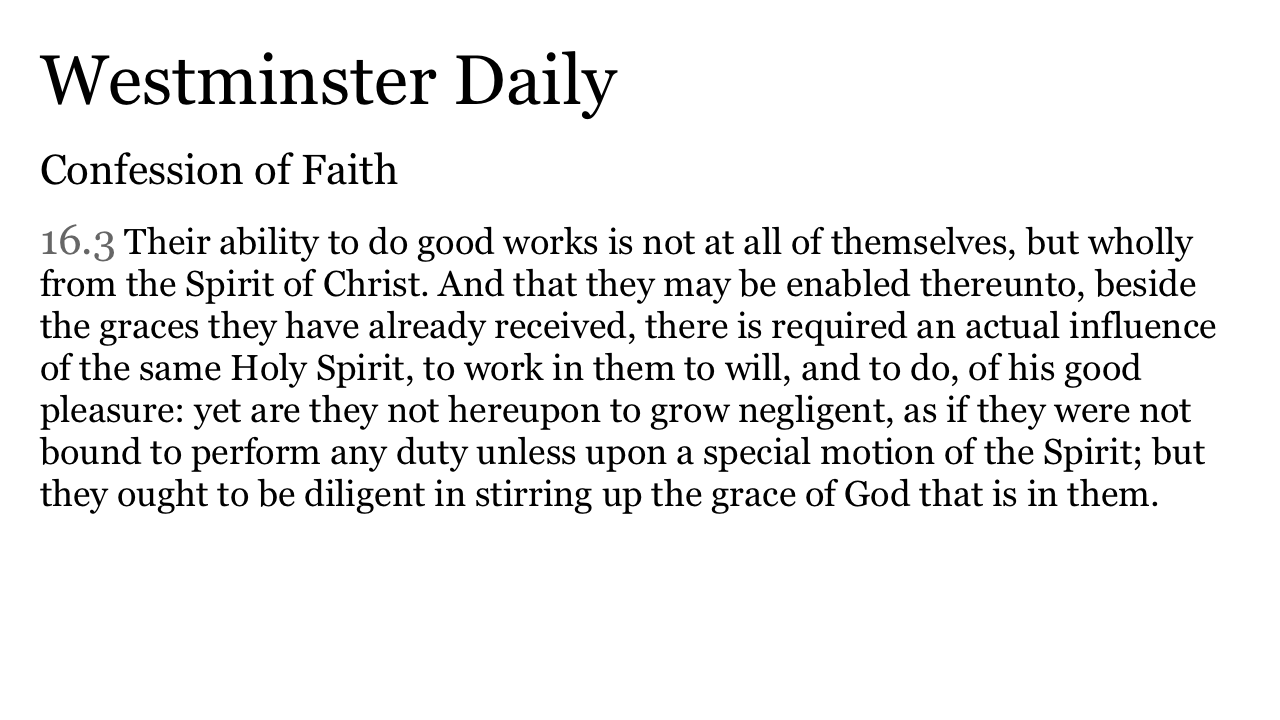 Westminster Daily
Confession of Faith
16.3 Their ability to do good works is not at all of themselves, but wholly
from the Spirit of Christ. And that they may be enabled thereunto, beside
the graces they have already received, there is required an actual influence
of the same Holy Spirit, to work in them to will, and to do, of his good
pleasure: yet are they not hereupon to grow negligent, as if they were not
bound to perform any duty unless upon a special motion of the Spirit; but
they ought to be diligent in stirring up the grace of God that is in them.